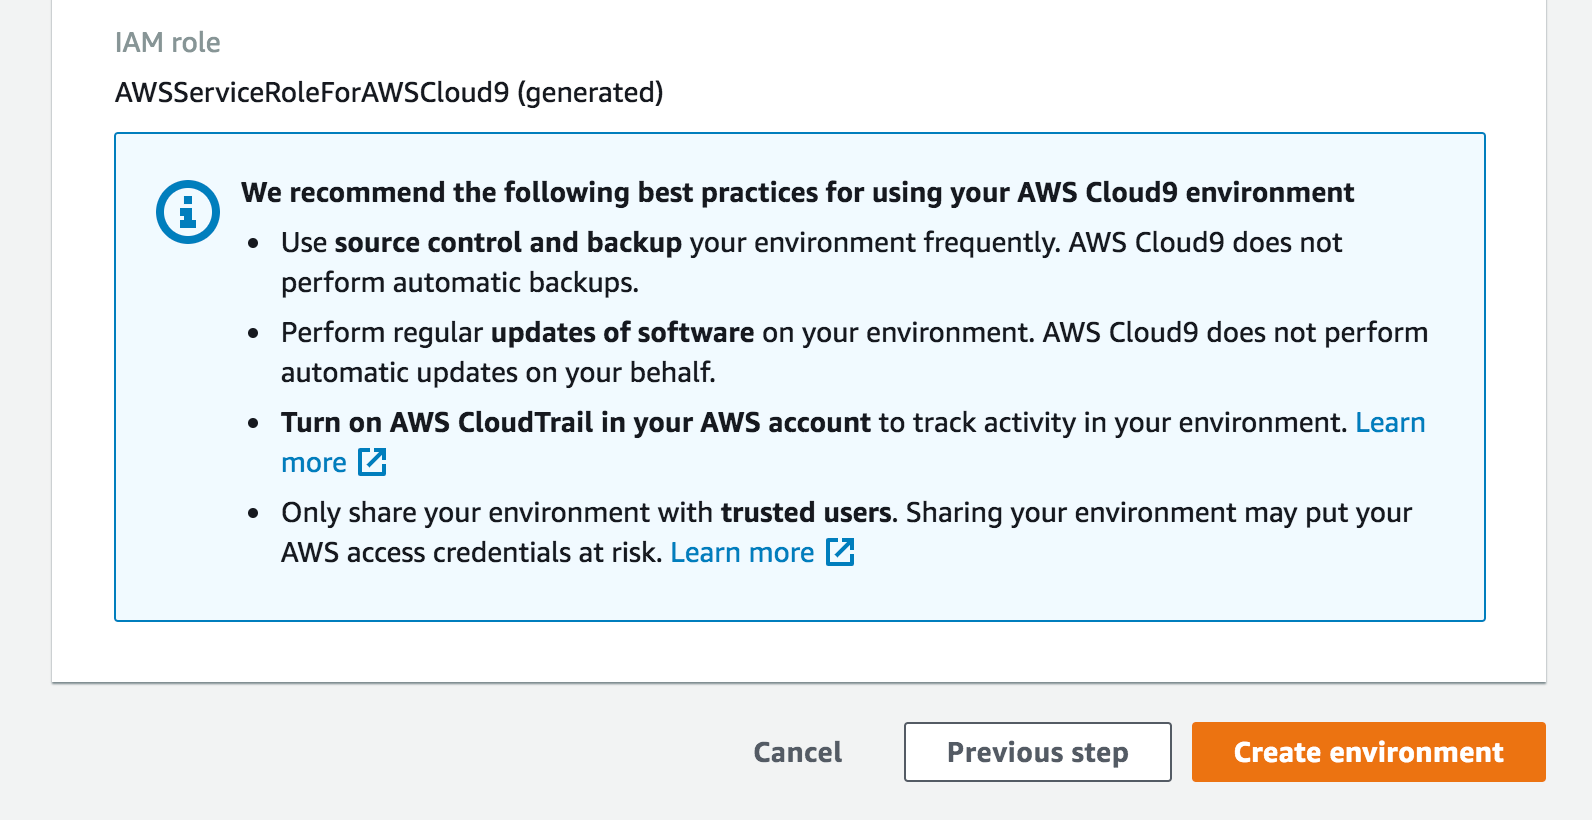 IAM role
AWSServiceRoleForAWSCloud9 (generated)
We recommend the following best practices for using your AWS Cloud9 environment
• Use source control and backup your environment frequently. AWS Cloud9 does not
perform automatic backups.
• Perform regular updates of software on your environment. AWS Cloud9 does not perform
automatic updates on your behalf.
• Turn on AWS CloudTrail in your AWS account to track activity in your environment. Learn
more
• Only share your environment with trusted users. Sharing your environment may put your
AWS access credentials at risk. Learn more
Cancel Previous step Create environment